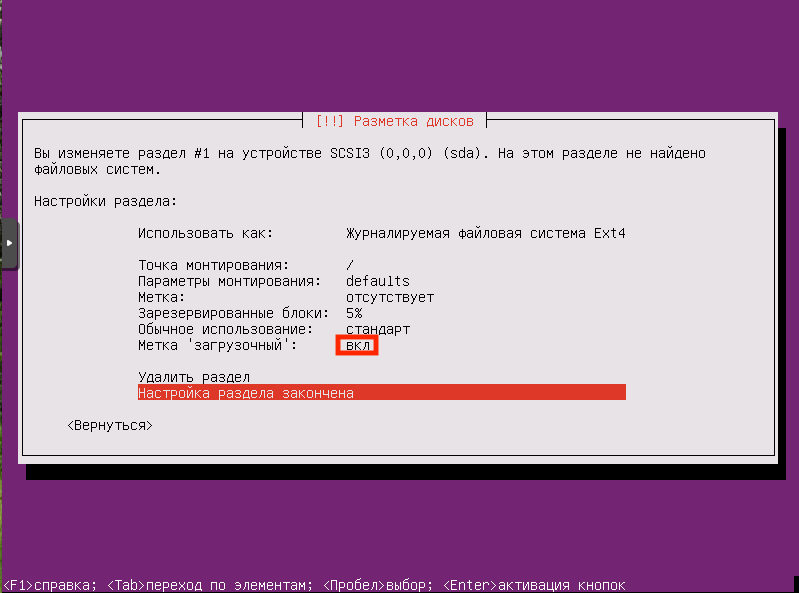 [!!] Разметка дисков
Вы изменяете раздел #1 на устройстве SCSI3 (0,0,0) (sda). На этом разделе не найдено
файловых систем.
Настройки раздела:
Использовать как: Журналируемая файловая система Ext4
Точка монтирования: /
Параметры монтирования: defaults
Метка: отсутствует
Зарезервированные блоки: 5%
Обычное использование: стандарт
Метка 'загрузочный': вкл
Удалить раздел
Настройка раздела закончена
<Вернуться>
<F1>справка; <Tab>переход по элементам; <Пробел>выбор; <Enter>активация кнопок